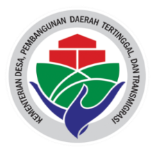 KEMENTERIAN DESA, PEMBANGUNAN DAERAH TERTINGGAL, DAN TRANSMIGRASI